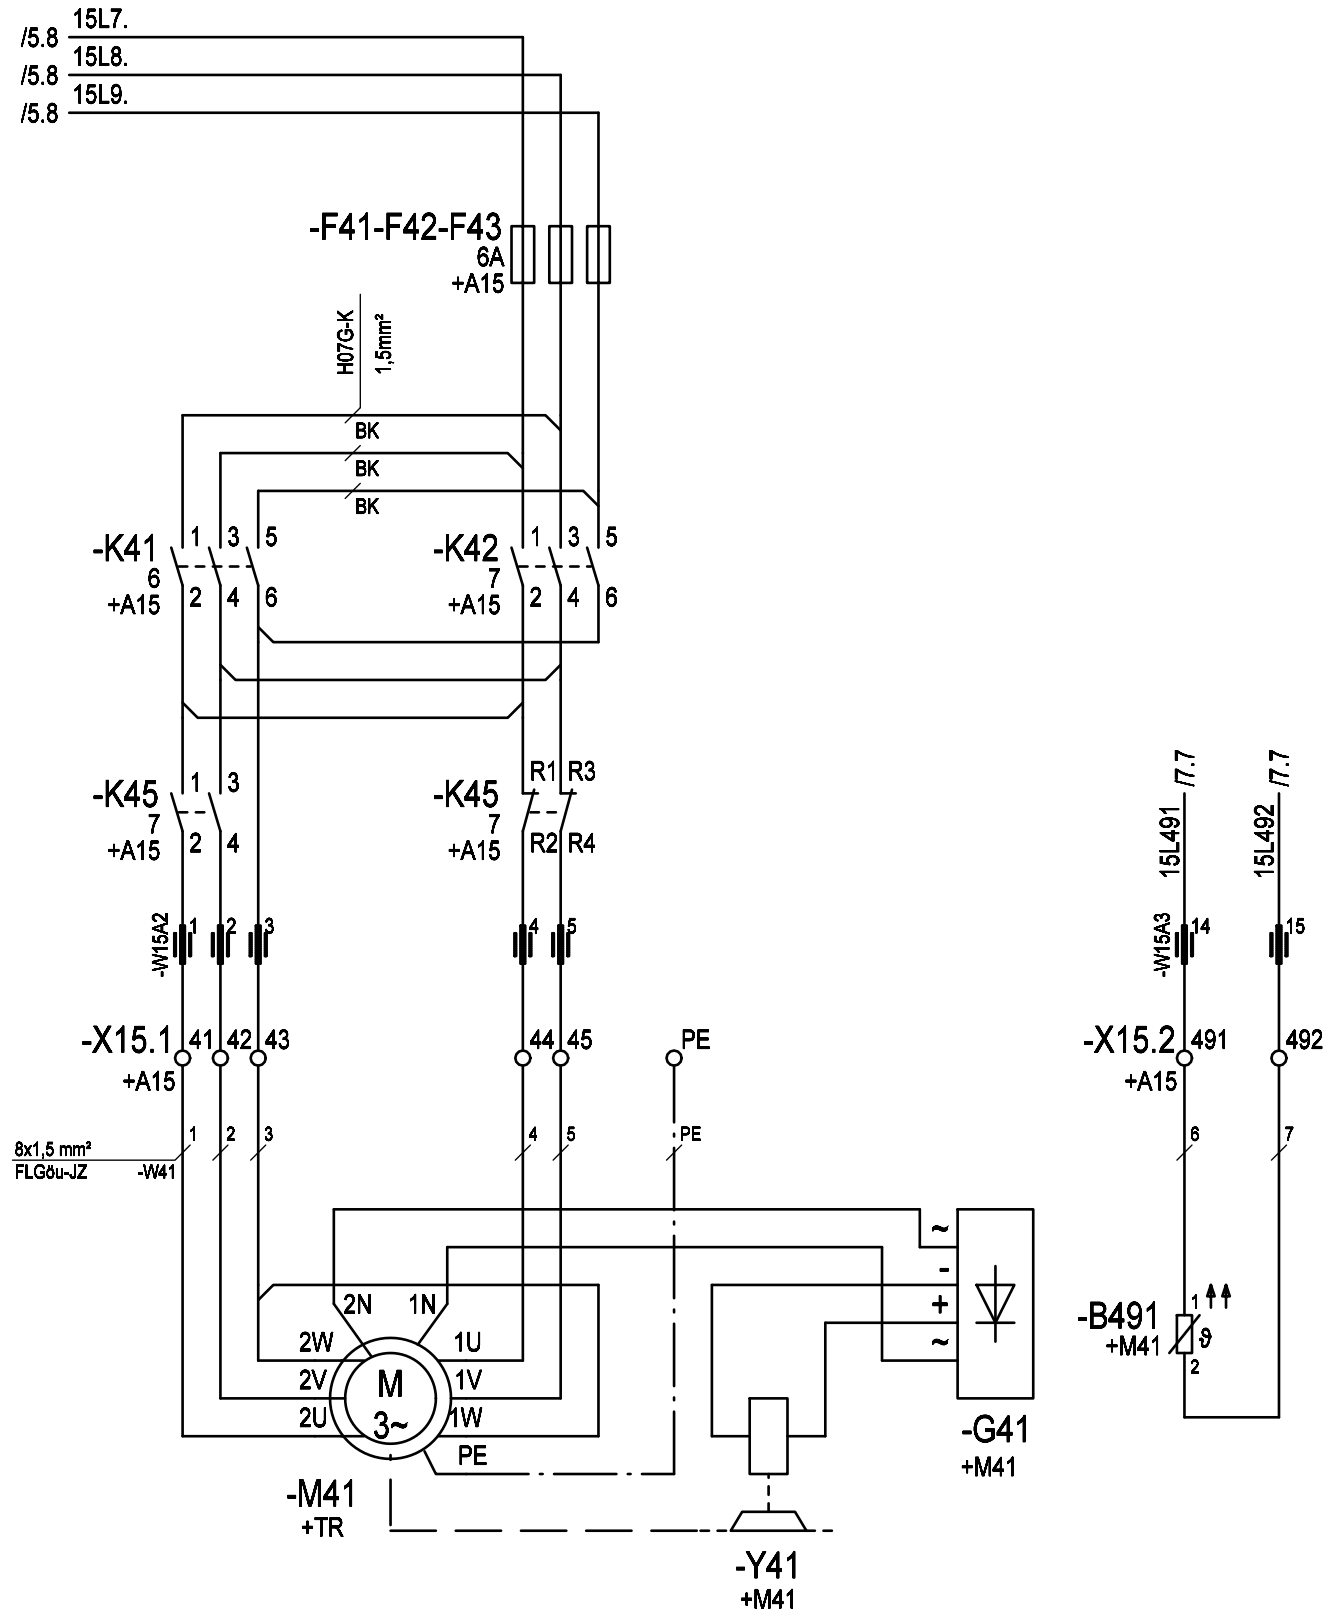 15L7.
/5.8
15L8.
/5.8
15L9.
/5.8
-F41-F42-F43
6A
+A15
H07G-K
1,5mm²
BK
BK
BK
-K41
6
+A15
1 3 5
2 4 6
-K42
7
+A15
1 3 5
2 4 6
-K45
7
+A15
1 3
2 4
-K45
7
+A15
R1 R3
R2 R4
/7.7 /7.7
15L491 15L492
-W15A2
1 2 3 4 5
-W15A3
14 15
-X15.1
+A15
41 42 43 44 45 PE
-X15.2
+A15
491 492
8x1,5 mm²
FLGöu-JZ -W41
1 2 3 4 5 PE
6 7
2N 1N
2W 1U
2V 1V
2U 1W
PE
M
3~
-M41
+TR
~
-
+
~
-G41
+M41
-Y41
+M41
-B491
+M41
1
2
ϑ